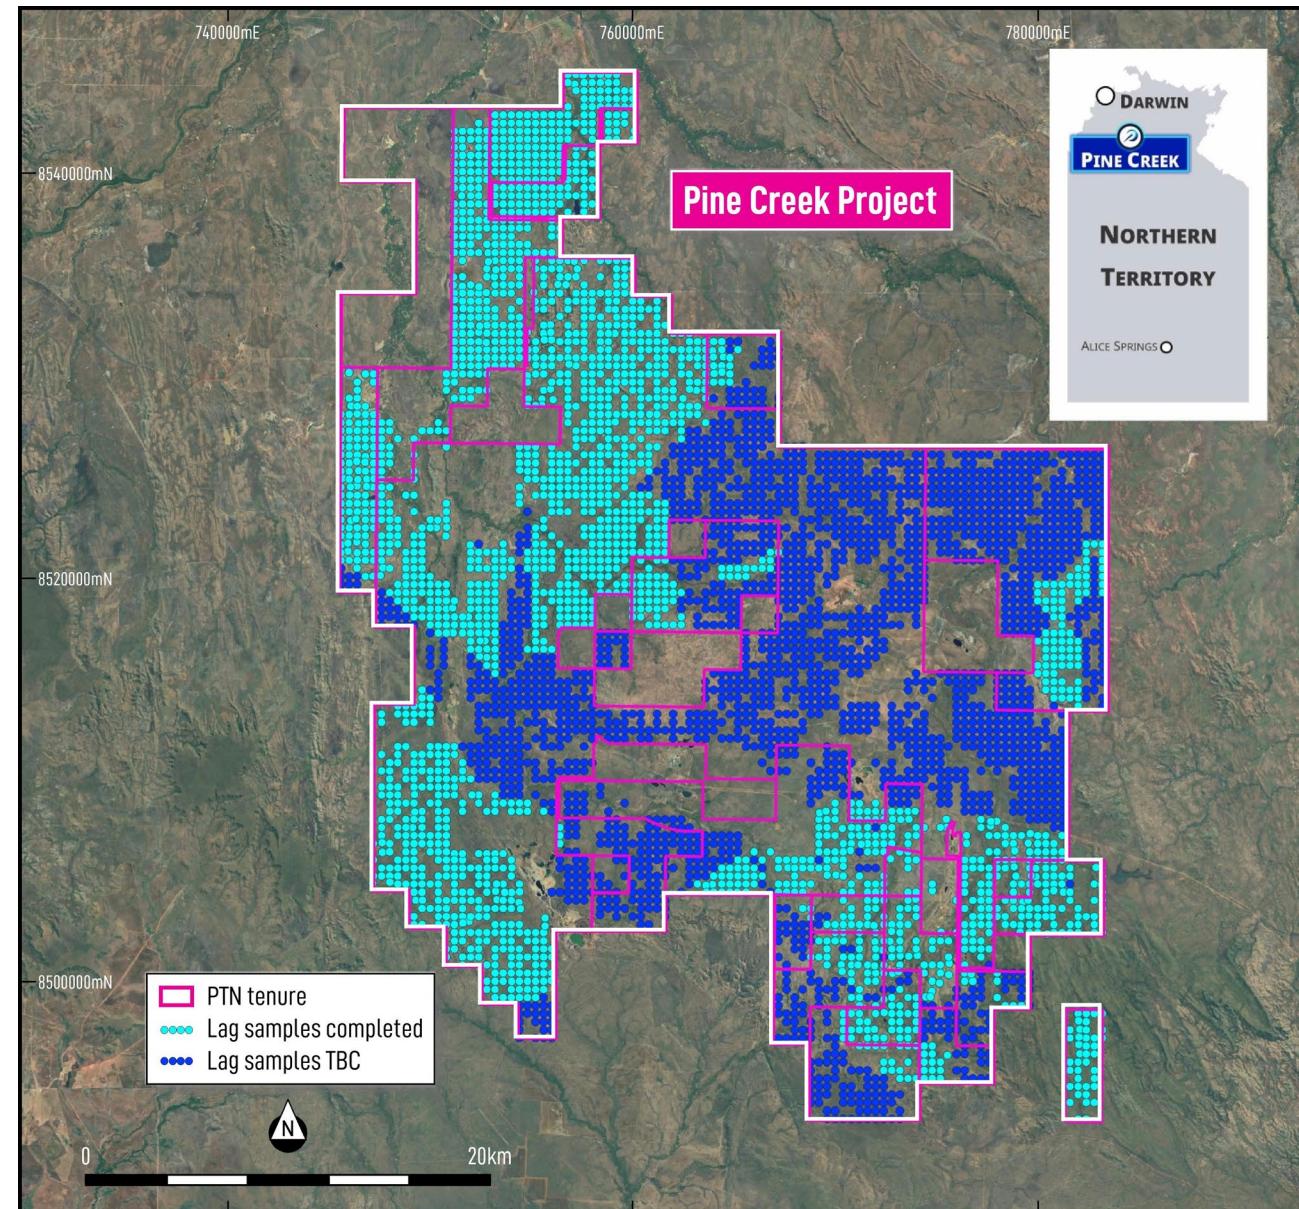 740000mE
760000mE
780000mE
8540000mN
8520000mN
8500000mN
Pine Creek Project
DARWIN
PINE CREEK
NORTHERN
TERRITORY
ALICE SPRINGS
PTN tenure
Lag samples completed
Lag samples TBC
N
0
20km